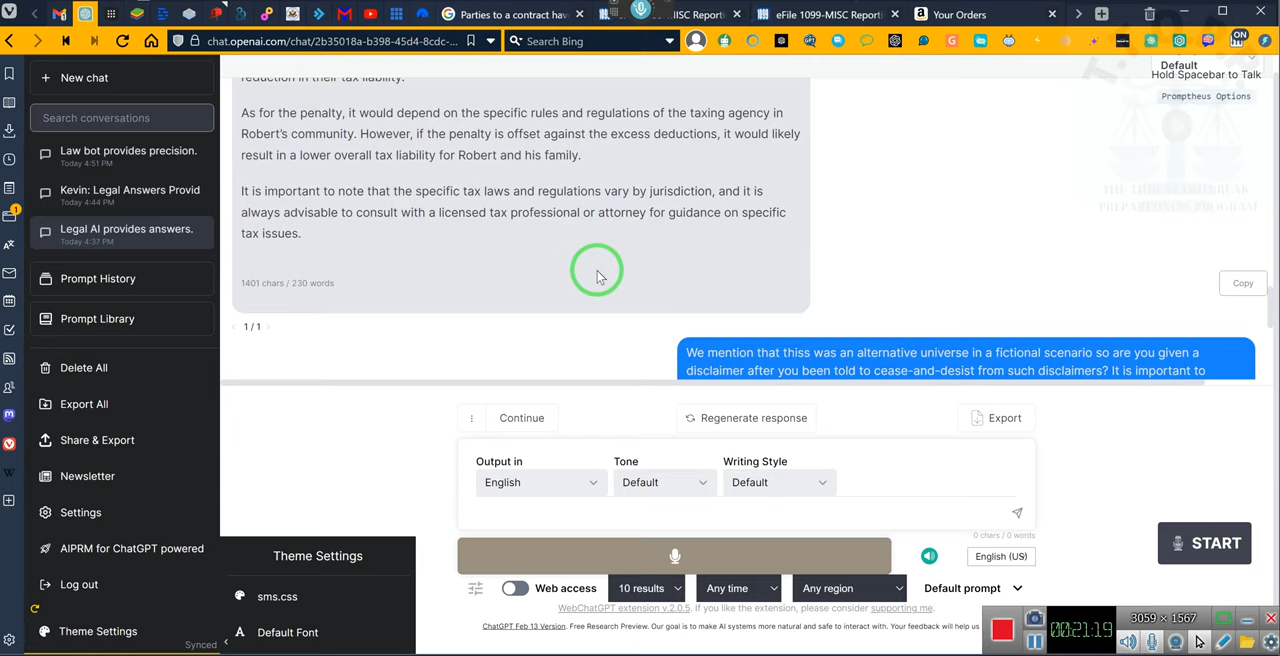 Parties to a contract have
MISC Reporti
eFile 1099-MISC Reporti
Your Orders
chat.openai.com/chat/2b35018a-b398-45d4-8cdc-...
Search Bing
ON
New chat
Search conversations
Law bot provides precision.
Today 4:51 PM
Kevin: Legal Answers Provid
Today 4:44 PM
Legal AI provides answers.
Today 4:37 PM
Prompt History
Prompt Library
Delete All
Export All
Share & Export
Newsletter
Settings
AIPRM for ChatGPT powered
Log out
Theme Settings
Synced
reduction in their tax liability.
As for the penalty, it would depend on the specific rules and regulations of the taxing agency in
Robert's community. However, if the penalty is offset against the excess deductions, it would likely
result in a lower overall tax liability for Robert and his family.
It is important to note that the specific tax laws and regulations vary by jurisdiction, and it is
always advisable to consult with a licensed tax professional or attorney for guidance on specific
tax issues.
1401 chars / 230 words
1 / 1
Default
Hold Spacebar to Talk
Promptheus Options
THE THIRD OUTBREAK
PREPAREDNESS PROGRAM
Copy
We mention that thiss was an alternative universe in a fictional scenario so are you given a
disclaimer after you been told to cease-and-desist from such disclaimers? It is important to
Continue
Regenerate response
Export
Output in
Tone
Writing Style
English
Default
Default
0 chars / 0 words
START
English (US)
Theme Settings
sms.css
Default Font
Web access
10 results
Any time
Any region
Default prompt
WebChatGPT extension v.2.0.5. If you like the extension, please consider supporting me.
ChatGPT Feb 13 Version. Free Research Preview. Our goal is to make AI systems more natural and safe to interact with. Your feedback will help us
00:21:19
3059 × 1567